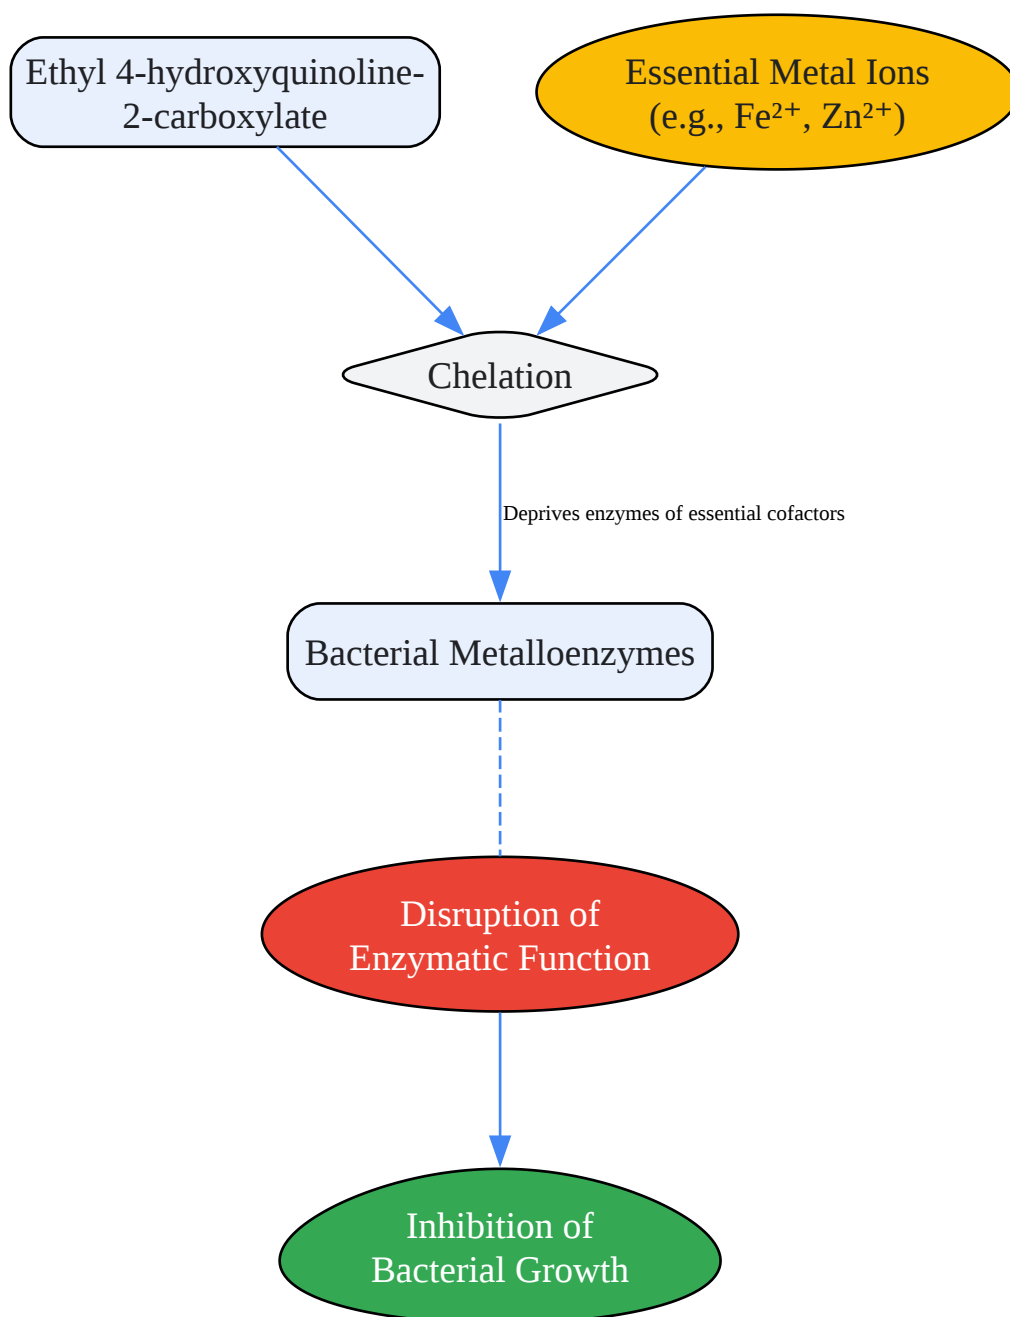 Ethyl 4-hydroxyquinoline-
2-carboxylate
Essential Metal Ions
(e.g., Fe²⁺, Zn²⁺)
Chelation
Deprives enzymes of essential cofactors
Bacterial Metalloenzymes
Disruption of
Enzymatic Function
Inhibition of
Bacterial Growth